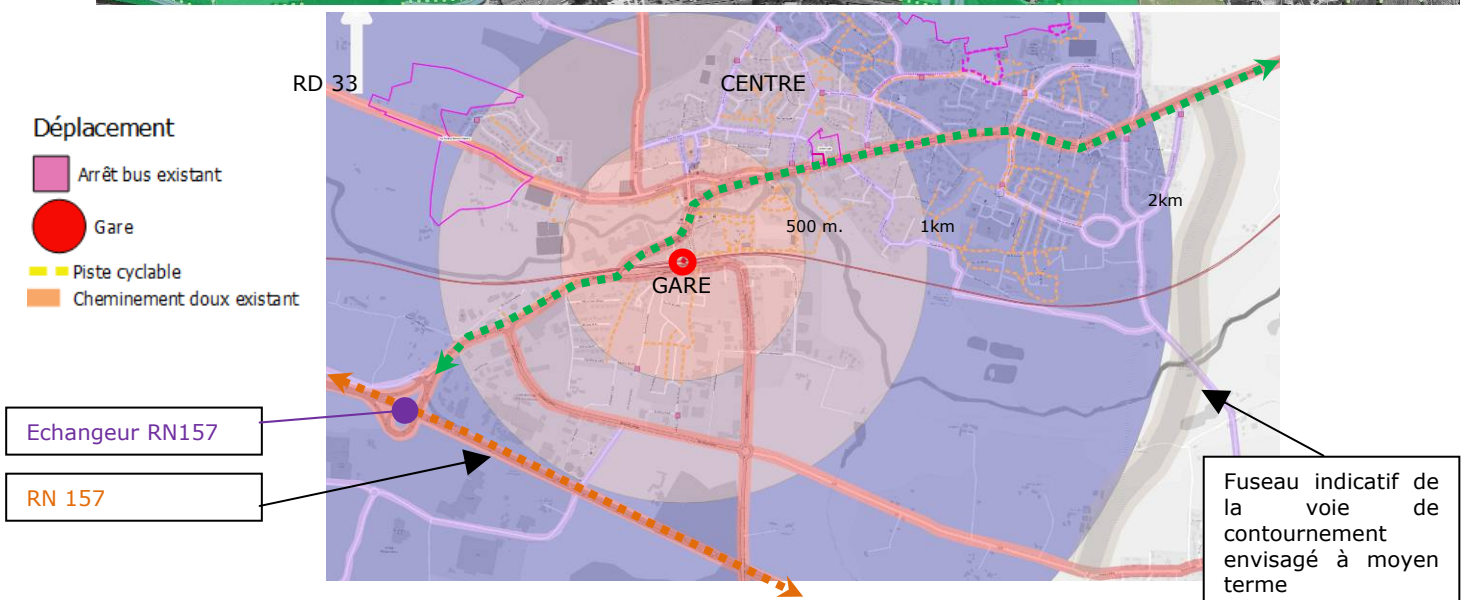 RD 33
CENTRE
Déplacement
Arrêt bus existant
Gare
Piste cyclable
Cheminement doux existant
2km
500 m.
1km
GARE
Echangeur RN157
RN 157
Fuseau indicatif de
la voie de
contournement
envisagé à moyen
terme